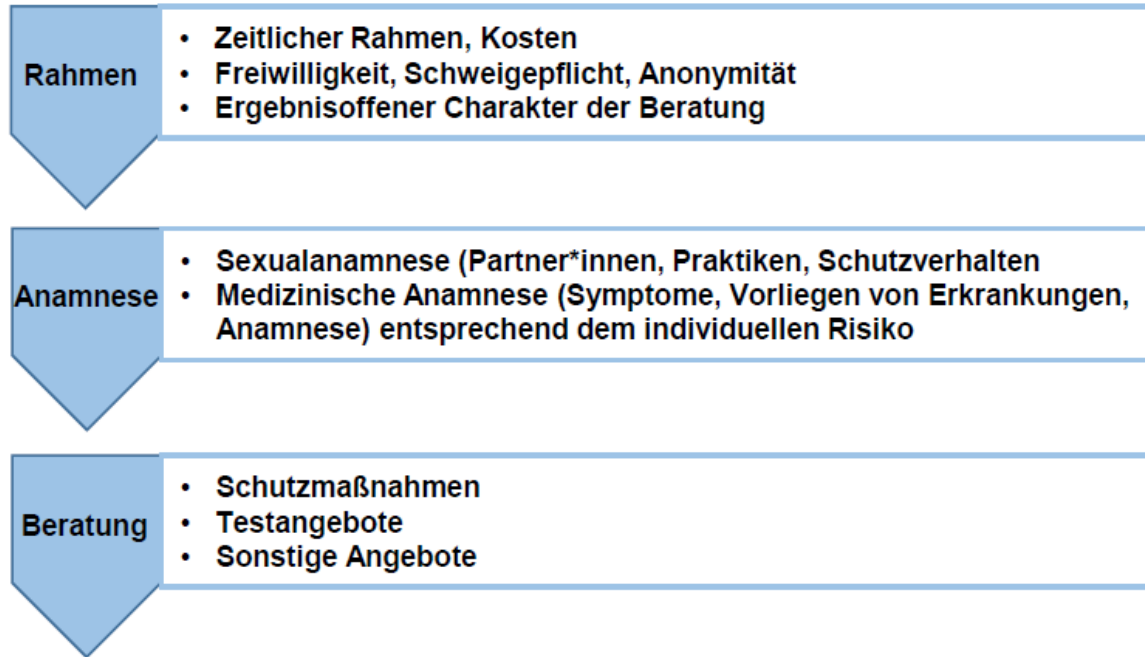 Rahmen
• Zeitlicher Rahmen, Kosten
• Freiwilligkeit, Schweigepflicht, Anonymität
• Ergebnisoffener Charakter der Beratung
Anamnese
• Sexualanamnese (Partner*innen, Praktiken, Schutzverhalten
• Medizinische Anamnese (Symptome, Vorliegen von Erkrankungen,
Anamnese) entsprechend dem individuellen Risiko
Beratung
• Schutzmaßnahmen
• Testangebote
• Sonstige Angebote